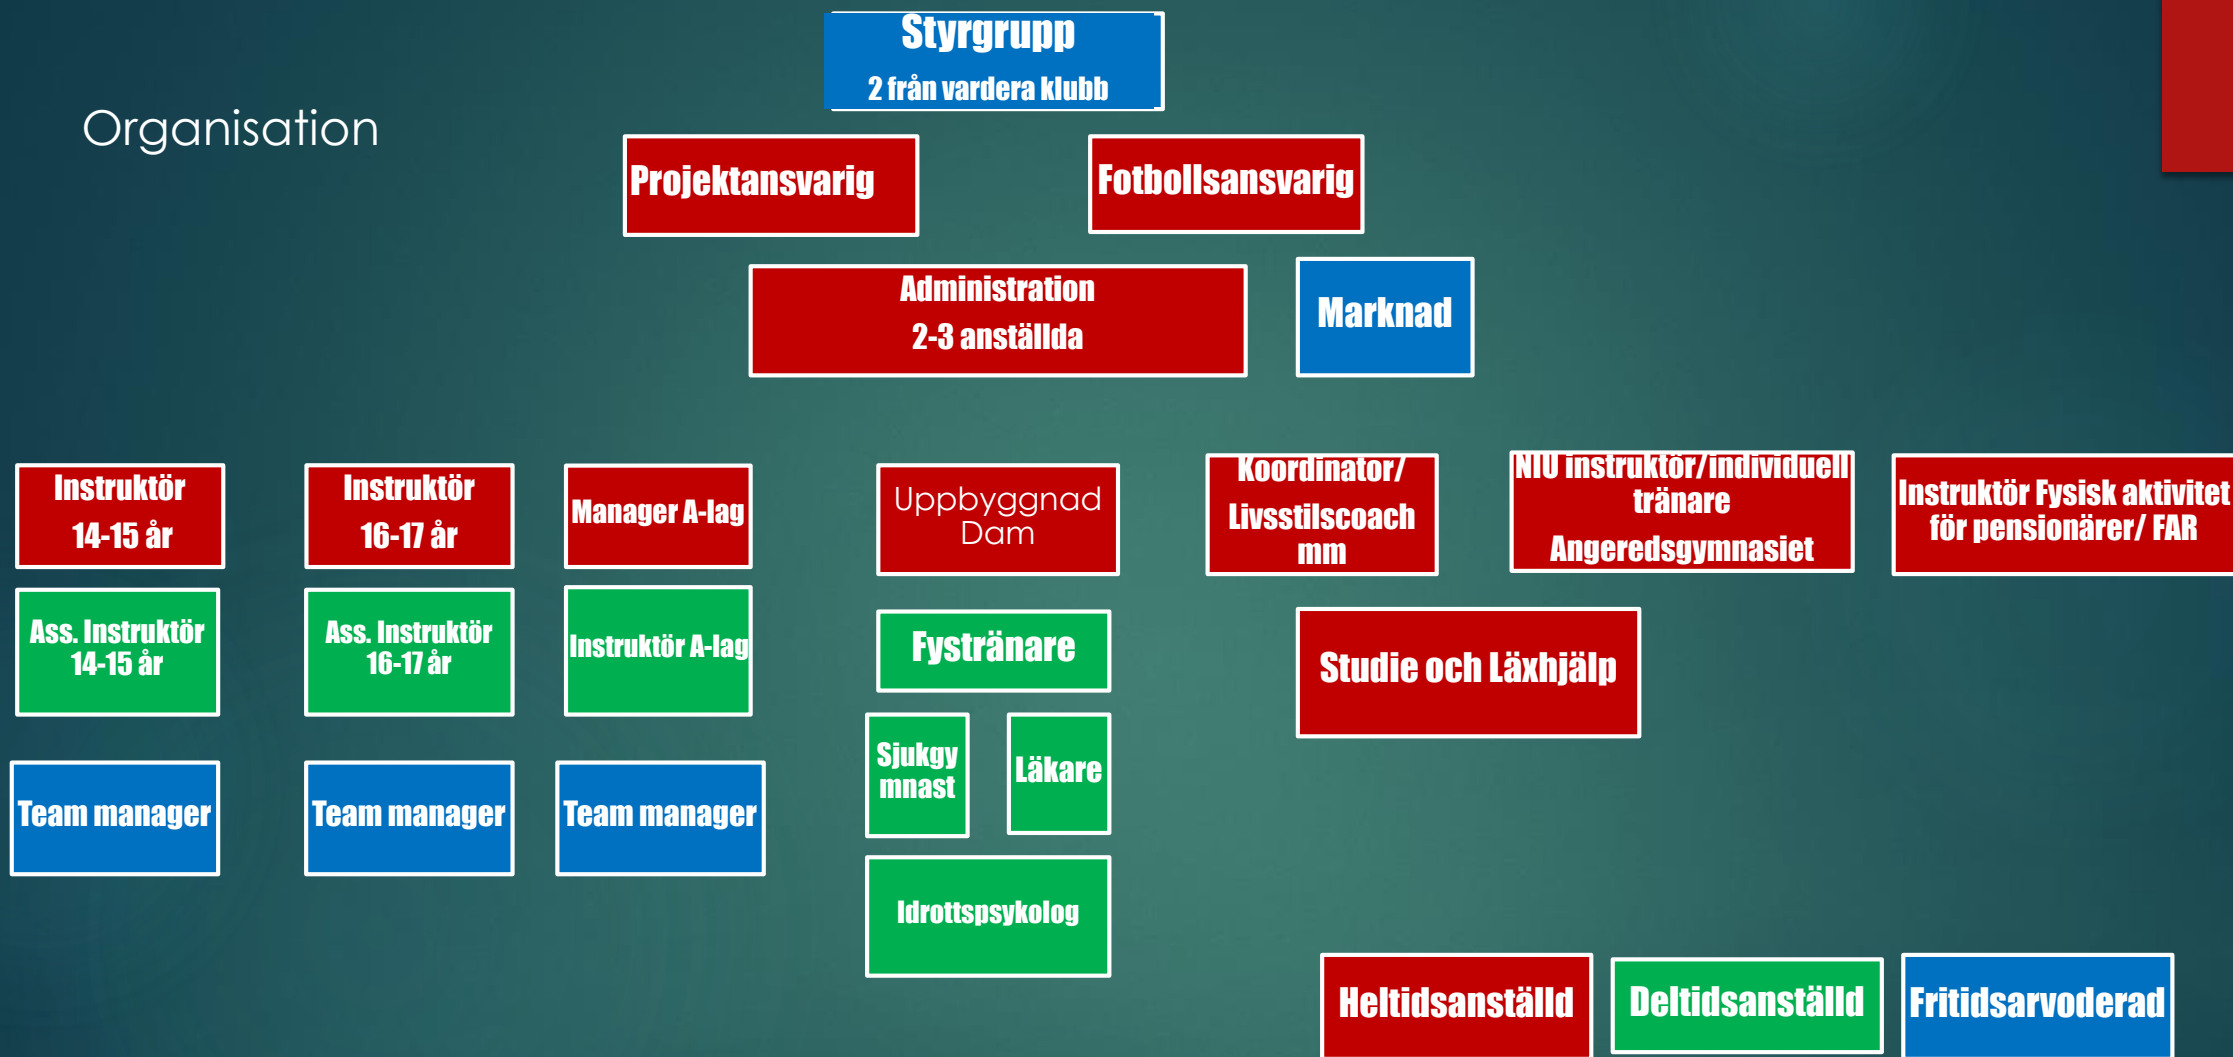 Styrgrupp
2 från vardera klubb
Organisation
Projektansvarig
Fotbollsansvarig
Administration
2-3 anställda
Marknad
Instruktör
14-15 år
Instruktör
16-17 år
Manager A-lag
Uppbyggnad
Dam
Koordinator/
Livsstilscoach
mm
NIU instruktör/individuell
tränare
Angeredsgymnasiet
Instruktör Fysisk aktivitet
för pensionärer/ FAR
Ass. Instruktör
14-15 år
Ass. Instruktör
16-17 år
Instruktör A-lag
Fystränare
Studie och Läxhjälp
Sjukgy
mnast
Läkare
Team manager
Team manager
Team manager
Idrottspsykolog
Heltidsanställd
Deltidsanställd
Fritidsarvoderad